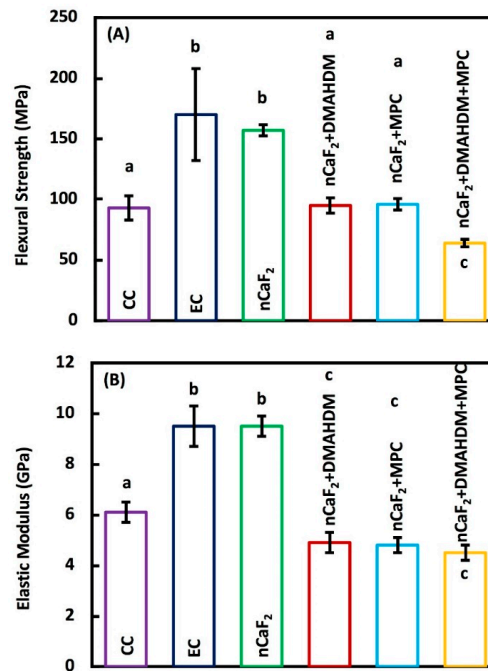 (A)
Flexural Strength (MPa)
250
200
150
100
50
0
a
b
b
a
a
c
CC
EC
nCaF₂
nCaF₂+DMAHDM
nCaF₂+MPC
nCaF₂+DMAHDM+MPC
(B)
Elastic Modulus (GPa)
12
10
8
6
4
2
0
a
b
b
c
c
c
CC
EC
nCaF₂
nCaF₂+DMAHDM
nCaF₂+MPC
nCaF₂+DMAHDM+MPC